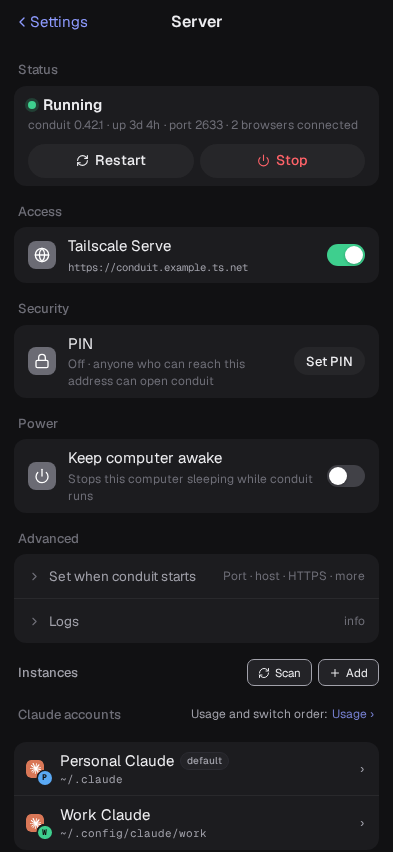 Settings
Server
Status
Running
conduit 0.42.1 · up 3d 4h · port 2633 · 2 browsers connected
Restart
Stop
Access
Tailscale Serve
https://conduit.example.ts.net
Security
PIN
Off · anyone who can reach this
address can open conduit
Set PIN
Power
Keep computer awake
Stops this computer sleeping while conduit
runs
Advanced
Set when conduit starts
Port · host · HTTPS · more
Logs
info
Instances
Scan
Add
Claude accounts
Usage and switch order: Usage ›
Personal Claude default
P
~/.claude
Work Claude
W
~/.config/claude/work